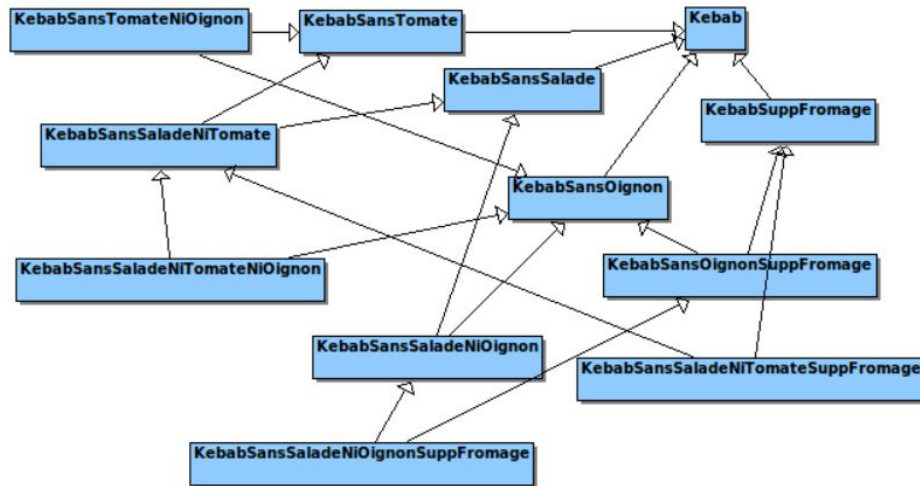 KebabSansTomateNiOignon
KebabSansTomate
Kebab
KebabSansSalade
KebabSuppFromage
KebabSansSaladeNiTomate
KebabSansOignon
KebabSansSaladeNiTomateNiOignon
KebabSansOignonSuppFromage
KebabSansSaladeNiOignon
KebabSansSaladeNiTomateSuppFromage
KebabSansSaladeNiOignonSuppFromage